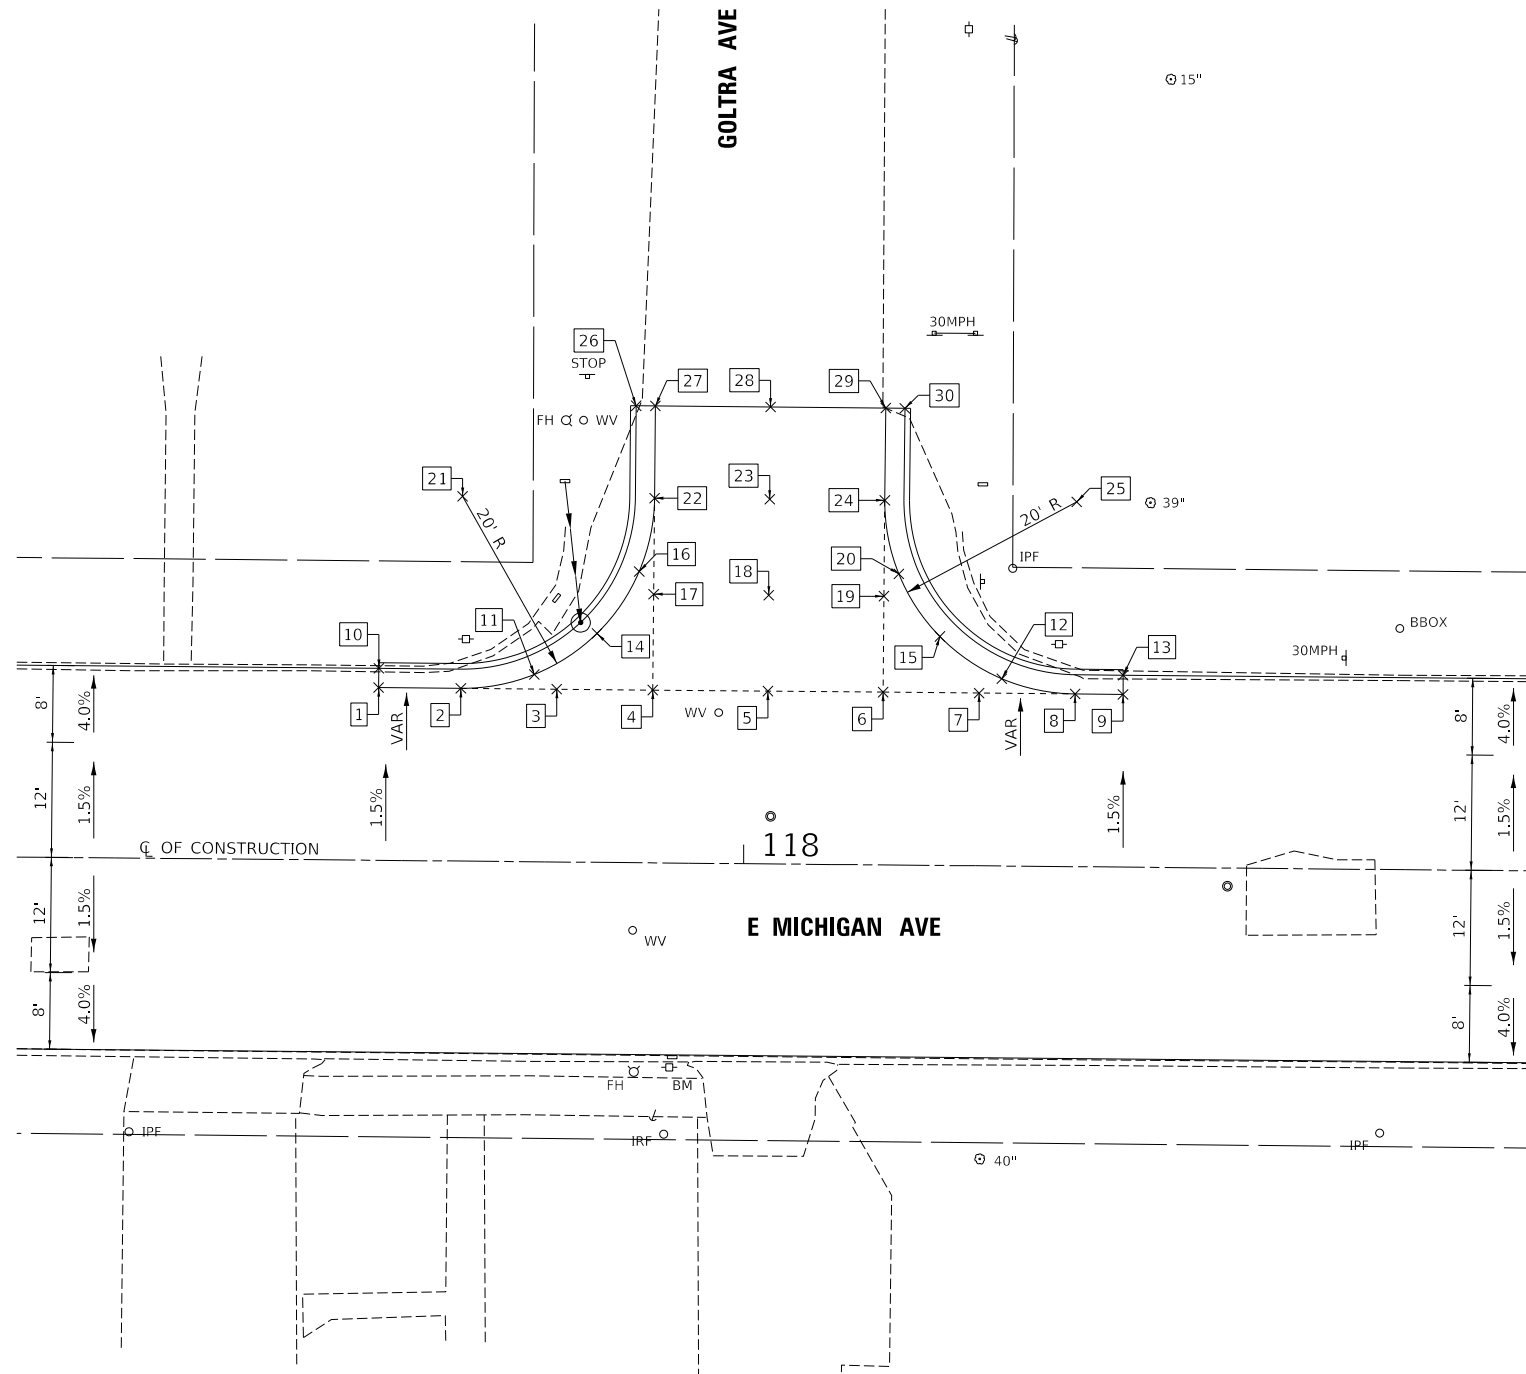 GOLTRA AVE
15"
30MPH
26
STOP
27
28
29
30
FH
WV
21
23
25
22
24
39"
20' R
20' R
16
20
IPF
18
17
19
11
12
BBOX
10
14
15
13
30MPH
8'
4.0%
1
2
3
4
WV
5
6
7
8
9
VAR
VAR
8'
4.0%
12'
1.5%
1.5%
1.5%
12'
1.5%
118
℄ OF CONSTRUCTION
12'
1.5%
E MICHIGAN AVE
WV
12'
1.5%
8'
4.0%
8'
4.0%
FH
BM
IPF
IRF
IPF
40"